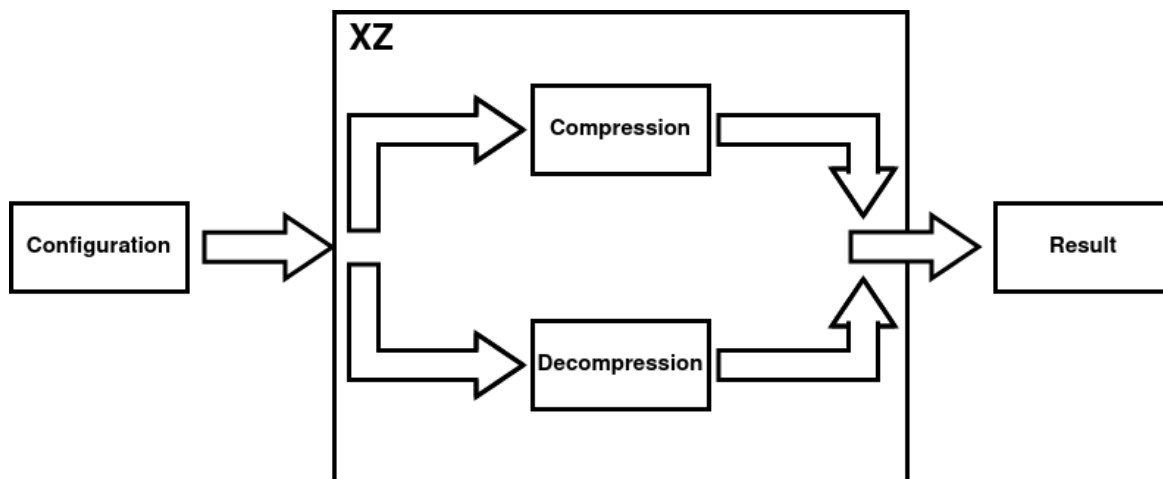 XZ
Compression
Configuration
Result
Decompression